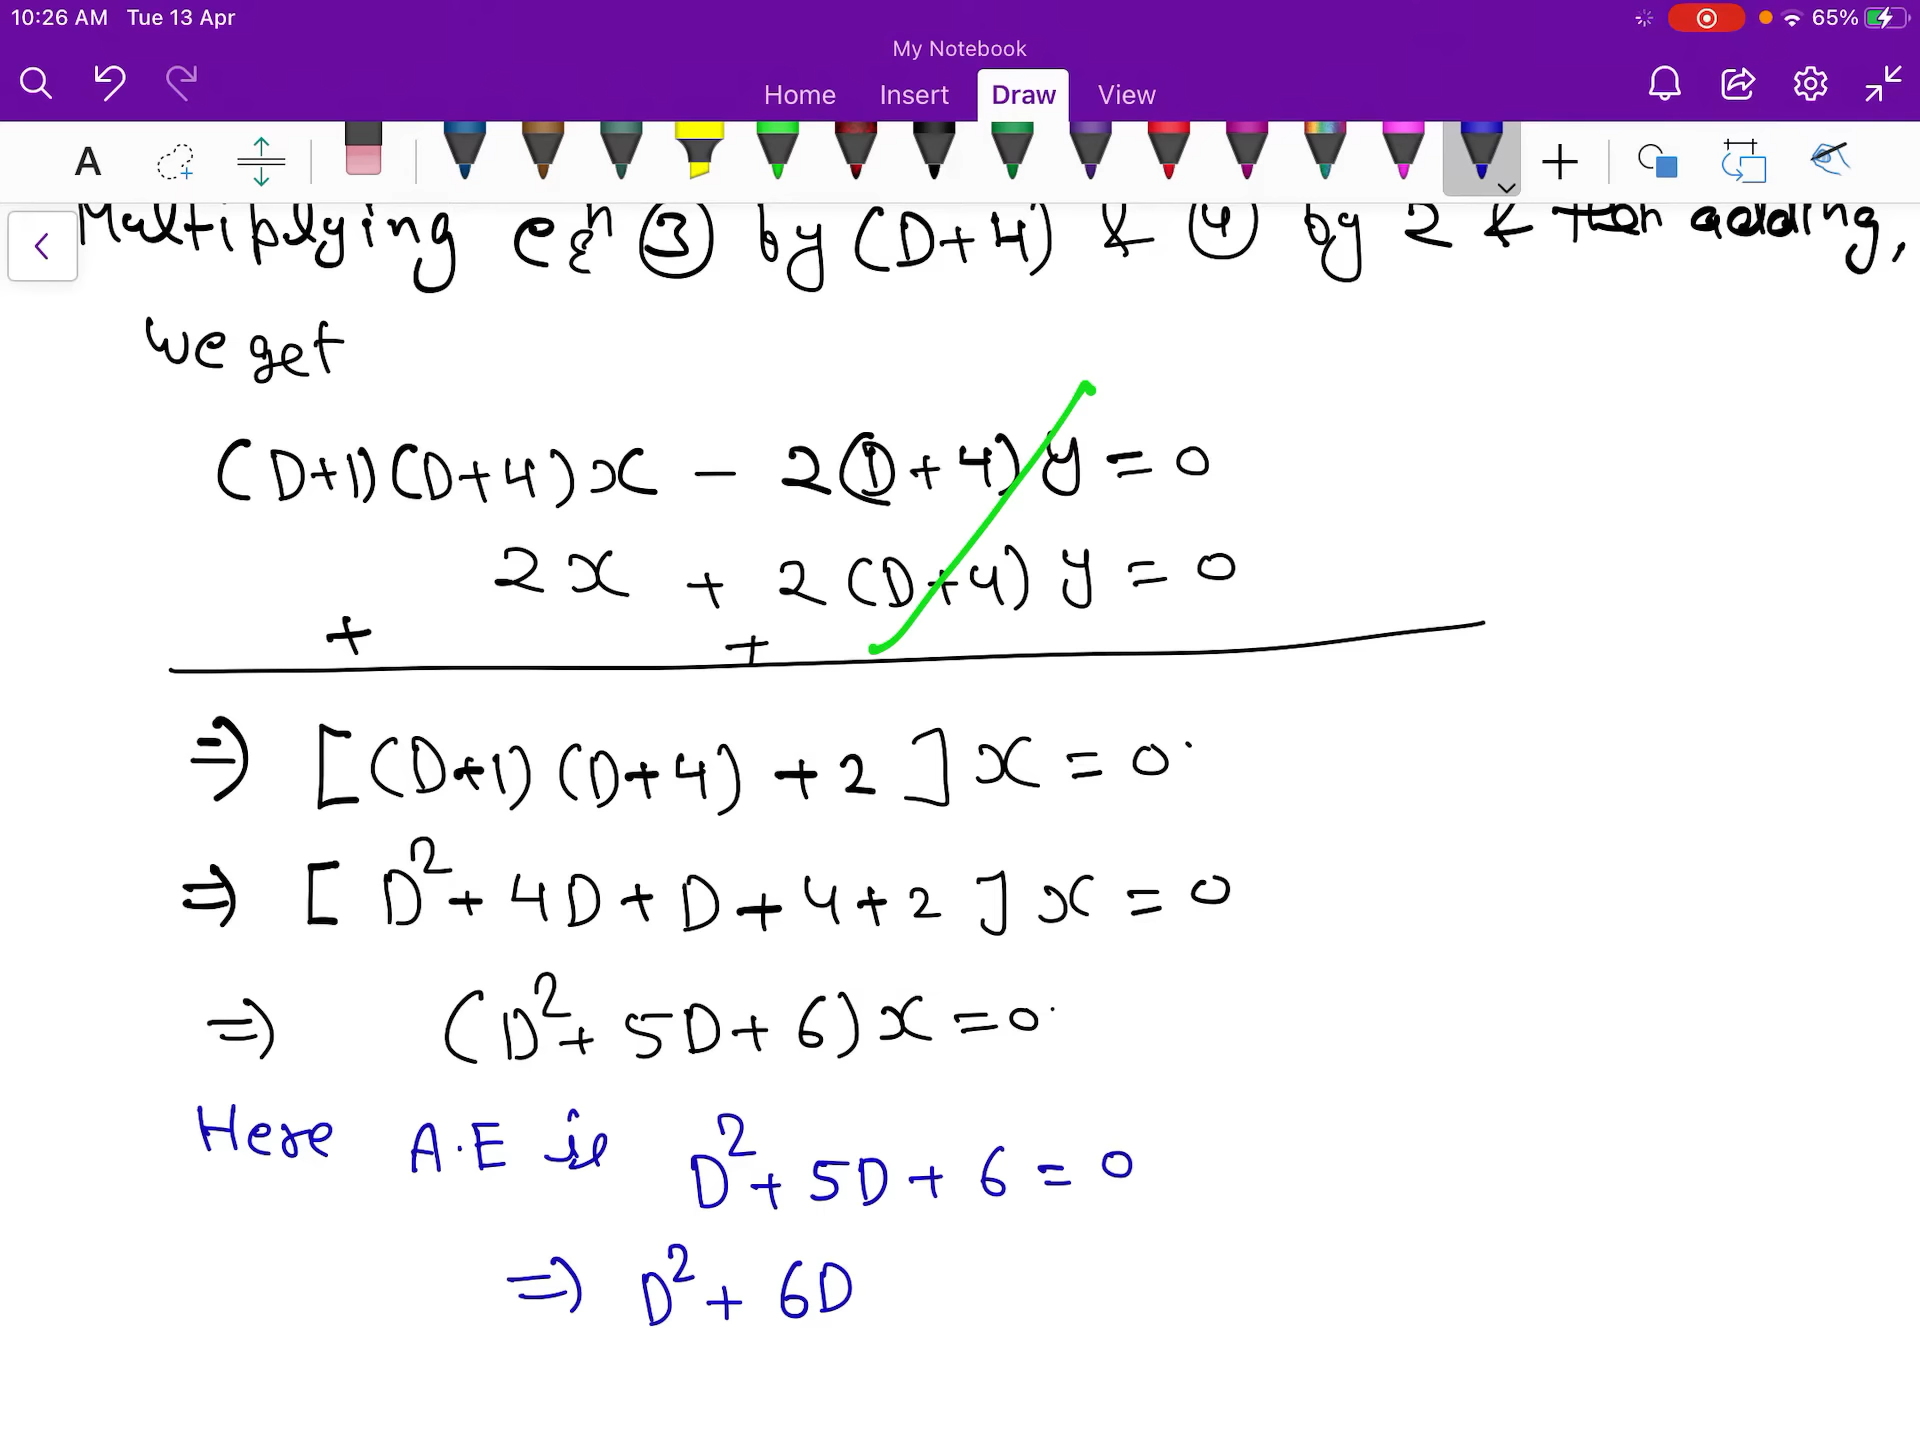 10:26 AM Tue 13 Apr
65%
My Notebook
Home Insert Draw View
A
Multiplying eqn ③ by (D+4) & ④ by 2 & then adding,
we get
(D+1)(D+4)x - 2(D+4)y = 0
2x + 2(D+4)y = 0
+ +
=> [(D+1)(D+4)+2]x = 0
=> [D²+4D+D+4+2]x = 0
=> (D²+5D+6)x = 0
Here A.E is D²+5D+6 = 0
=> D²+6D